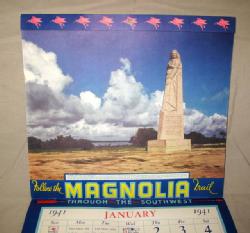 Follow the MAGNOLIA Trail
THROUGH THE SOUTHWEST
1941 JANUARY 1941
2 3 4